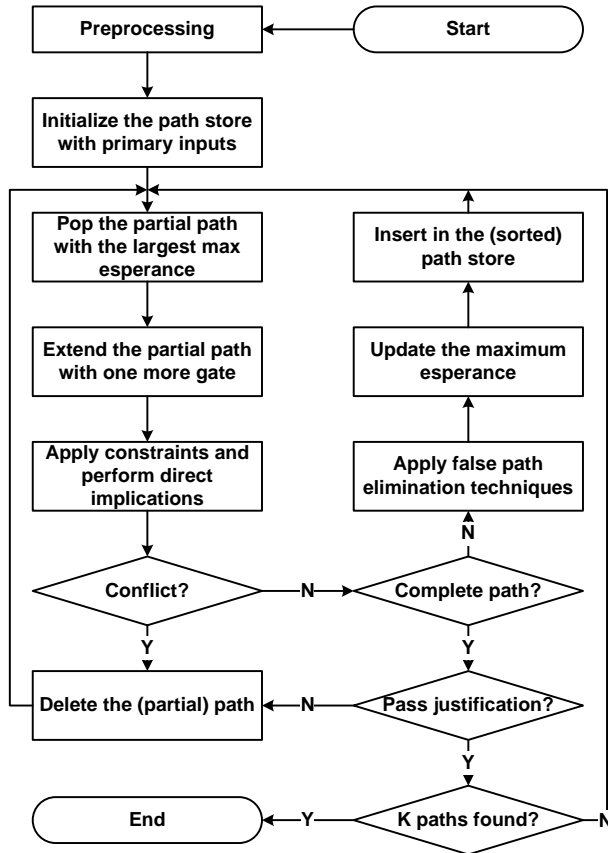 Preprocessing
Start
Initialize the path store
with primary inputs
Pop the partial path
with the largest max
esperance
Insert in the (sorted)
path store
Extend the partial path
with one more gate
Update the maximum
esperance
Apply constraints and
perform direct
implications
Apply false path
elimination techniques
N
Conflict?
N
Complete path?
Y
Y
Delete the (partial) path
N
Pass justification?
Y
End
Y
K paths found?
N